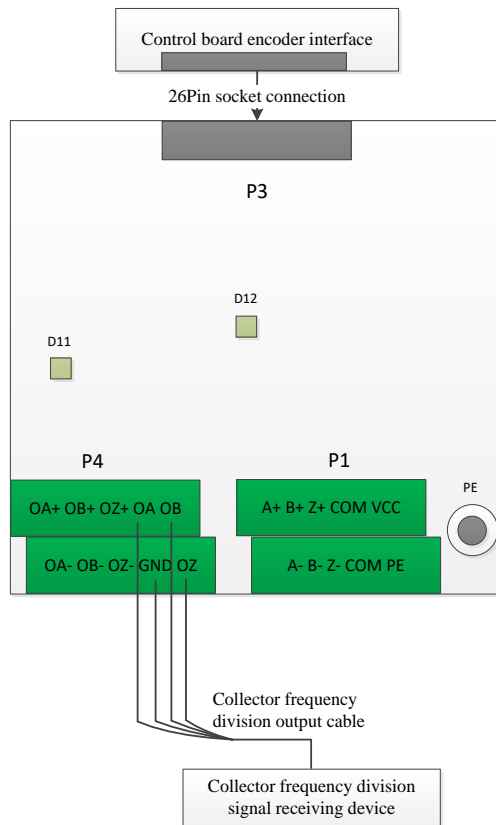 Control board encoder interface
26Pin socket connection
P3
D12
D11
P4
P1
PE
OA+ OB+ OZ+ OA OB
A+ B+ Z+ COM VCC
OA- OB- OZ- GND OZ
A- B- Z- COM PE
Collector frequency
division output cable
Collector frequency division
signal receiving device